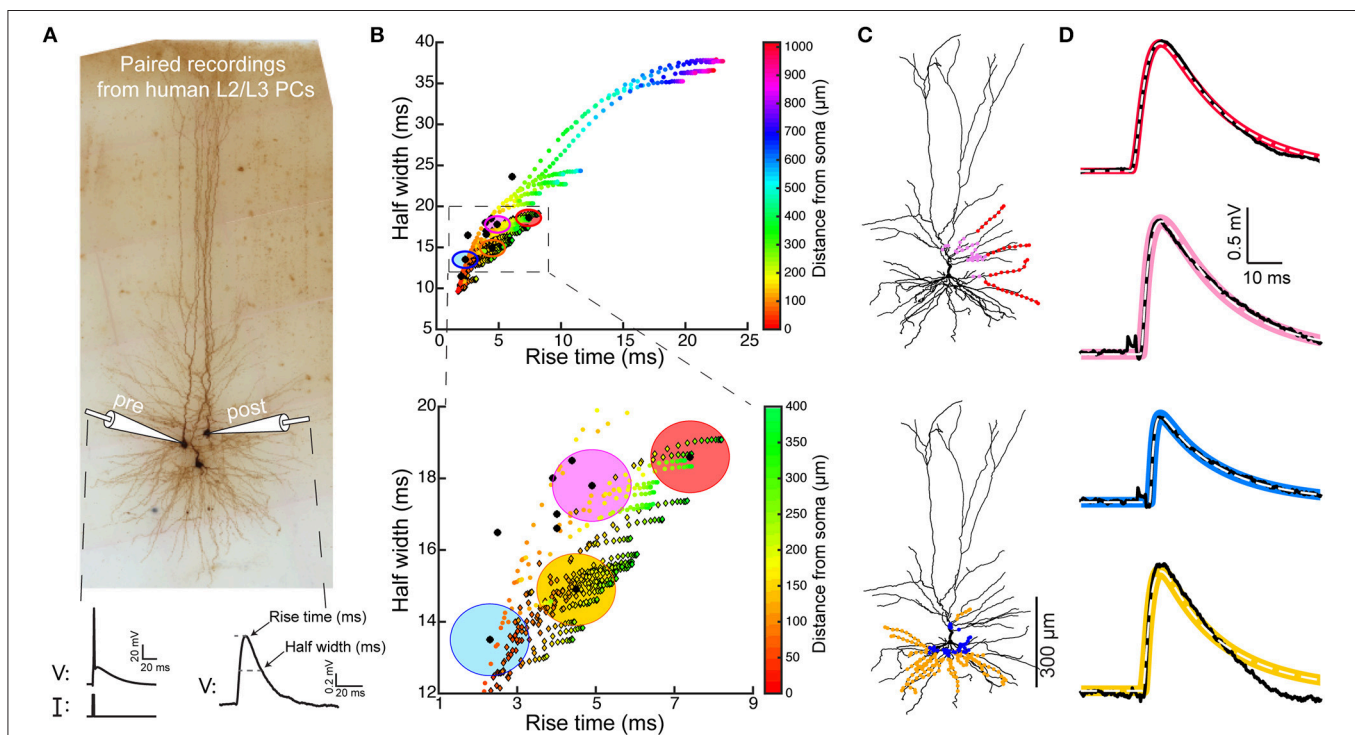 A
Paired recordings
from human L2/L3 PCs
pre
post
Rise time (ms)
Half width (ms)
20 mV
20 ms
0.2 mV
20 ms
V:
V:
I:
B
40
35
30
25
20
15
10
5
Half width (ms)
0
5
10
15
20
25
Rise time (ms)
1000
900
800
700
600
500
400
300
200
100
0
Distance from soma (μm)
20
18
16
14
12
Half width (ms)
1
3
5
7
9
Rise time (ms)
400
350
300
250
200
150
100
50
0
Distance from soma (μm)
C
300 μm
D
0.5 mV
10 ms